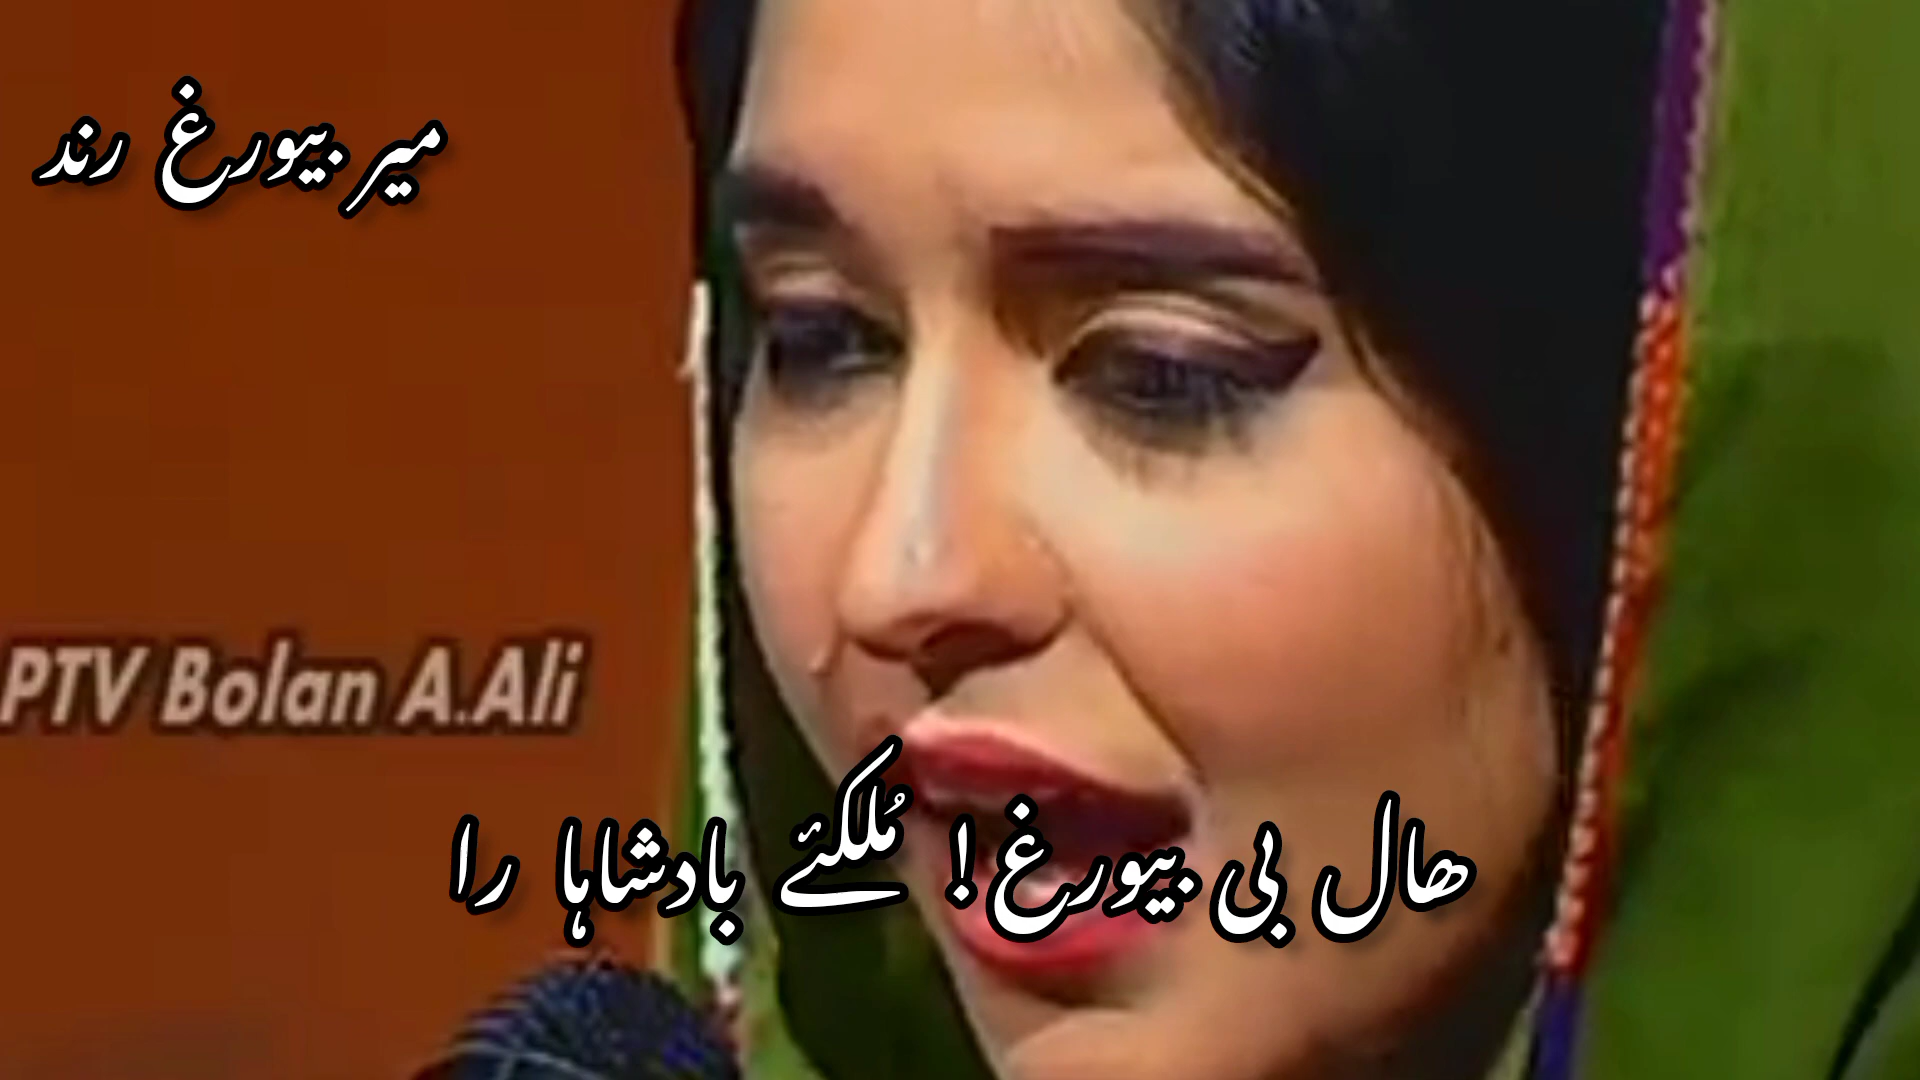 میر بیورغ رند
PTV Bolan A.Ali
ھال بی بیورغ! مُلکئے بادشاہا را